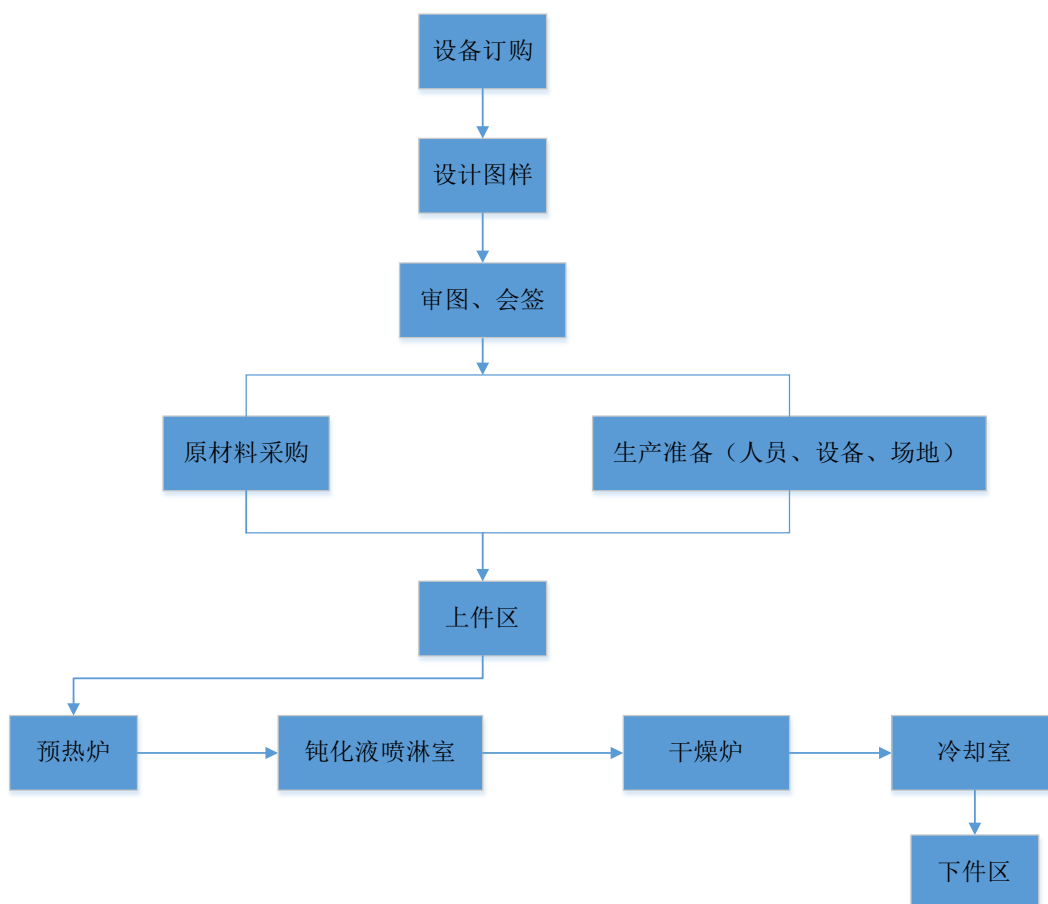 设备订购
设计图样
审图、会签
原材料采购
生产准备（人员、设备、场地）
上件区
预热炉
钝化液喷淋室
干燥炉
冷却室
下件区